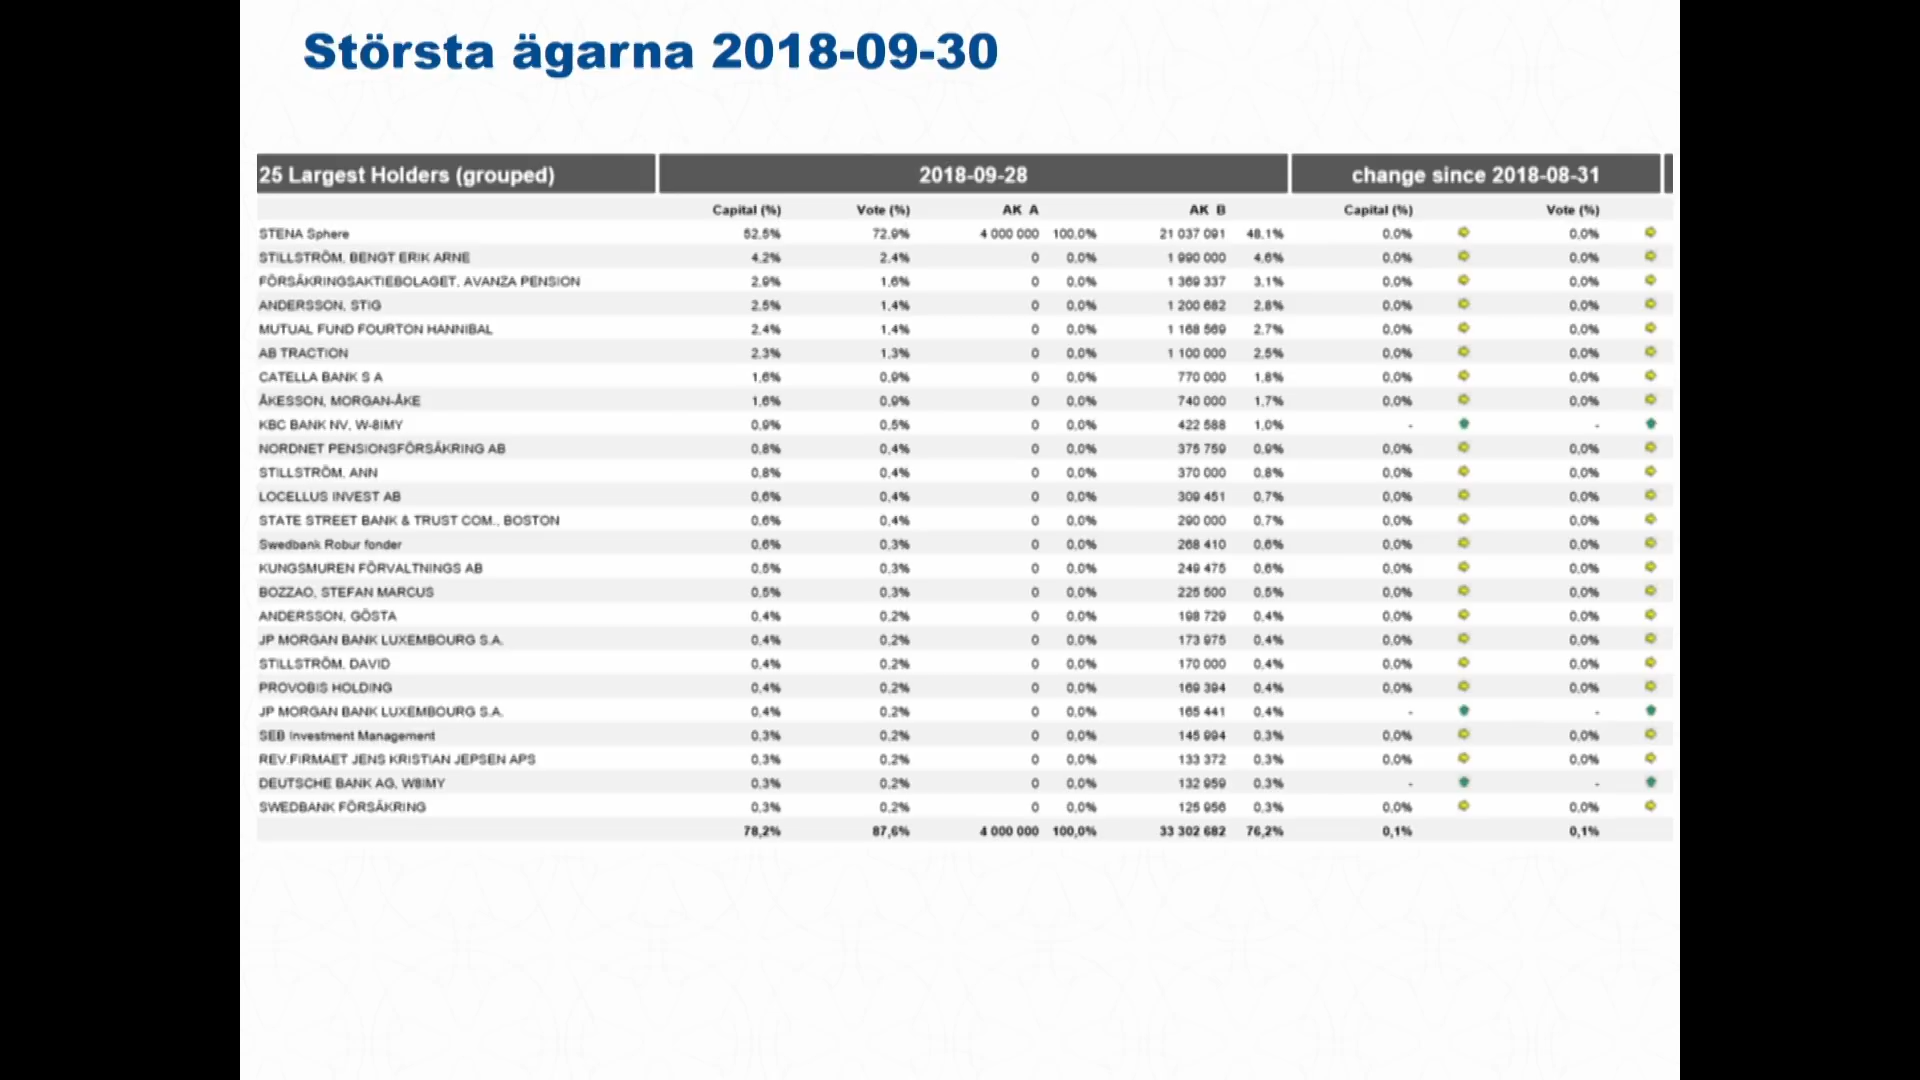 Största ägarna 2018-09-30
25 Largest Holders (grouped) 2018-09-28 change since 2018-08-31
Capital (%) Vote (%) AK A AK B Capital (%) Vote (%)
STENA Sphere 52,5% 72,9% 4 000 000 100,0% 21 037 091 48,1% 0,0% 0,0%
STILLSTRÖM, BENGT ERIK ARNE 4,2% 2,4% 0 0,0% 1 990 000 4,6% 0,0% 0,0%
FÖRSÄKRINGSAKTIEBOLAGET, AVANZA PENSION 2,9% 1,6% 0 0,0% 1 369 337 3,1% 0,0% 0,0%
ANDERSSON, STIG 2,5% 1,4% 0 0,0% 1 200 682 2,8% 0,0% 0,0%
MUTUAL FUND FOURTON HANNIBAL 2,4% 1,4% 0 0,0% 1 168 569 2,7% 0,0% 0,0%
AB TRACTION 2,3% 1,3% 0 0,0% 1 100 000 2,5% 0,0% 0,0%
CATELLA BANK S A 1,6% 0,9% 0 0,0% 770 000 1,8% 0,0% 0,0%
ÅKESSON, MORGAN-ÅKE 1,6% 0,9% 0 0,0% 740 000 1,7% 0,0% 0,0%
KBC BANK NV, W-8IMY 0,9% 0,5% 0 0,0% 422 588 1,0% - -
NORDNET PENSIONSFÖRSÄKRING AB 0,8% 0,4% 0 0,0% 375 759 0,9% 0,0% 0,0%
STILLSTRÖM, ANN 0,8% 0,4% 0 0,0% 370 000 0,8% 0,0% 0,0%
LOCELLUS INVEST AB 0,6% 0,4% 0 0,0% 309 451 0,7% 0,0% 0,0%
STATE STREET BANK & TRUST COM., BOSTON 0,6% 0,4% 0 0,0% 290 000 0,7% 0,0% 0,0%
Swedbank Robur fonder 0,6% 0,3% 0 0,0% 268 410 0,6% 0,0% 0,0%
KUNGSMUREN FÖRVALTNINGS AB 0,5% 0,3% 0 0,0% 249 475 0,6% 0,0% 0,0%
BOZZAO, STEFAN MARCUS 0,5% 0,3% 0 0,0% 225 500 0,5% 0,0% 0,0%
ANDERSSON, GÖSTA 0,4% 0,2% 0 0,0% 198 729 0,4% 0,0% 0,0%
JP MORGAN BANK LUXEMBOURG S.A. 0,4% 0,2% 0 0,0% 173 975 0,4% 0,0% 0,0%
STILLSTRÖM, DAVID 0,4% 0,2% 0 0,0% 170 000 0,4% 0,0% 0,0%
PROVOBIS HOLDING 0,4% 0,2% 0 0,0% 169 394 0,4% 0,0% 0,0%
JP MORGAN BANK LUXEMBOURG S.A. 0,4% 0,2% 0 0,0% 165 441 0,4% - -
SEB Investment Management 0,3% 0,2% 0 0,0% 145 994 0,3% 0,0% 0,0%
REV.FIRMAET JENS KRISTIAN JEPSEN APS 0,3% 0,2% 0 0,0% 133 372 0,3% 0,0% 0,0%
DEUTSCHE BANK AG, W8IMY 0,3% 0,2% 0 0,0% 132 959 0,3% - -
SWEDBANK FÖRSÄKRING 0,3% 0,2% 0 0,0% 125 956 0,3% 0,0% 0,0%
78,2% 87,6% 4 000 000 100,0% 33 302 682 76,2% 0,1% 0,1%